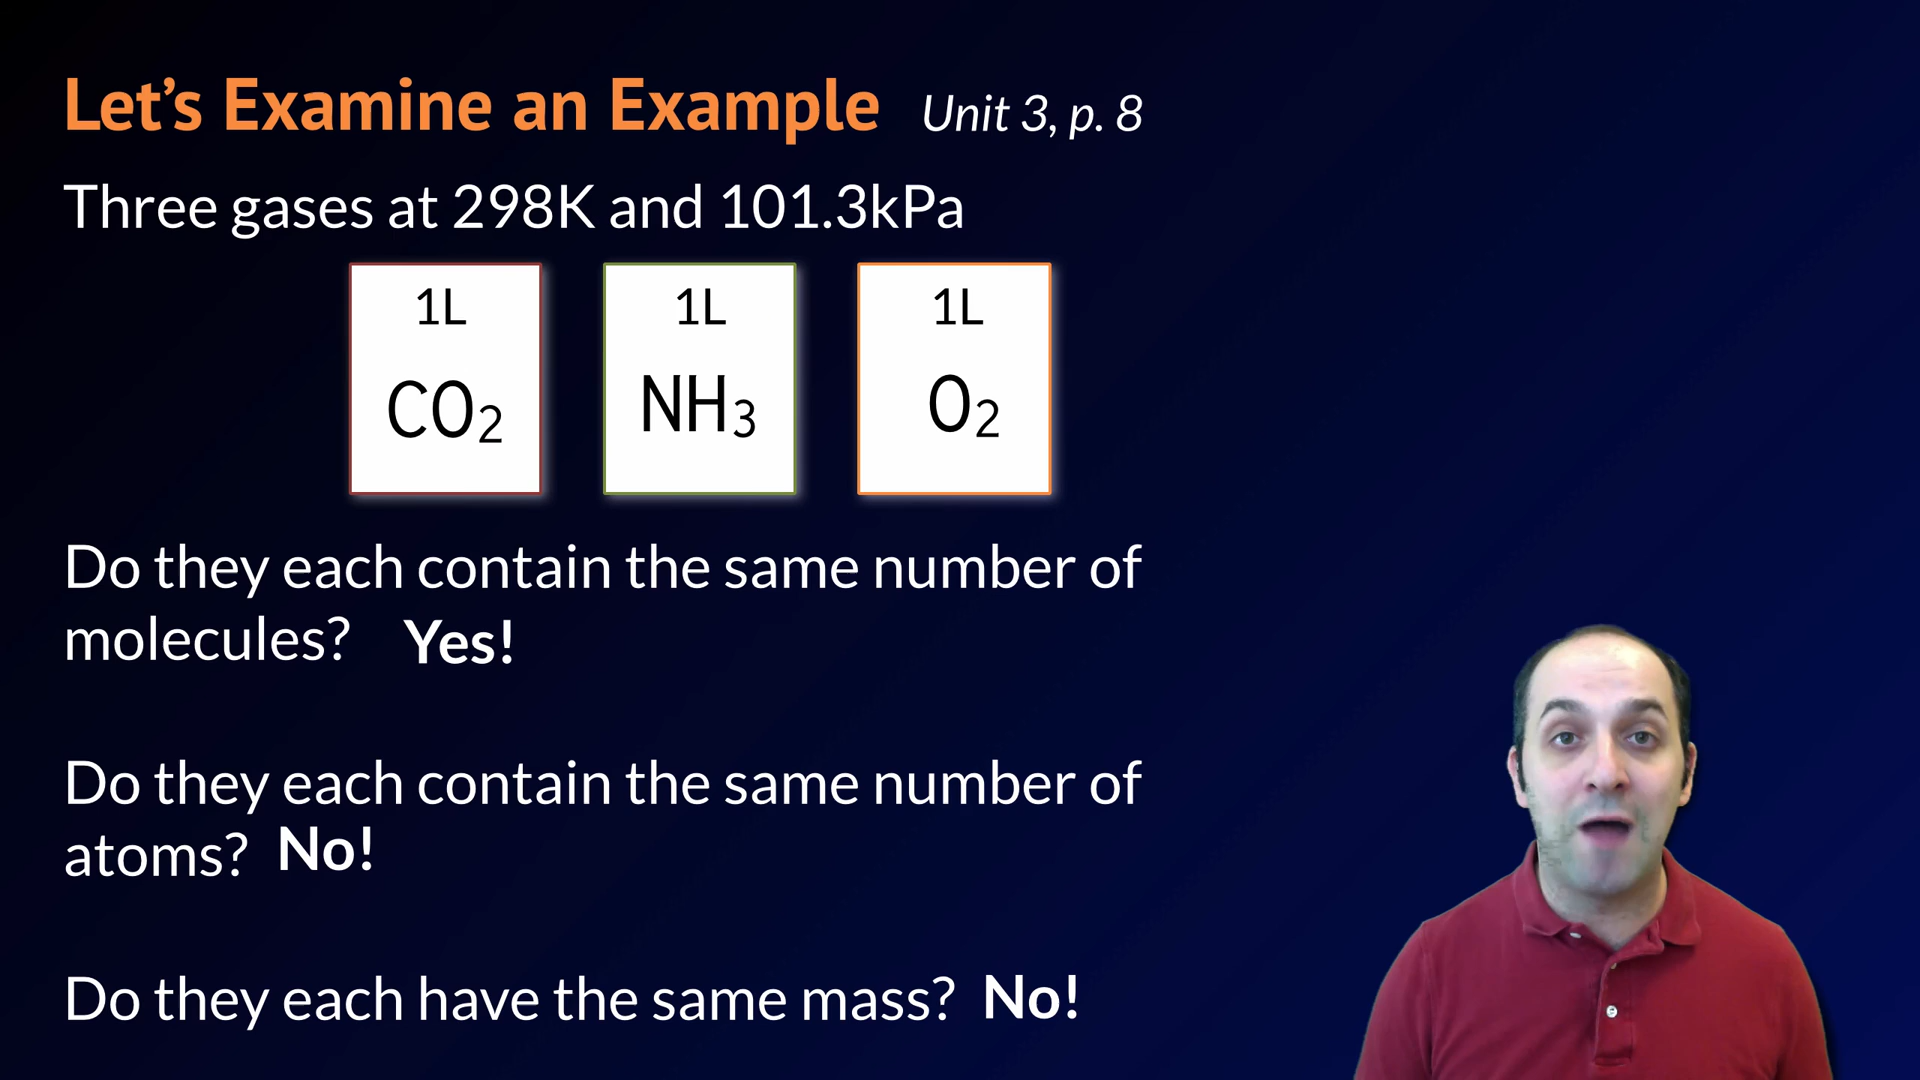 Let’s Examine an Example Unit 3, p. 8
Three gases at 298K and 101.3kPa
1L 1L 1L
CO2 NH3 O2
Do they each contain the same number of
molecules? Yes!
Do they each contain the same number of
atoms? No!
Do they each have the same mass? No!